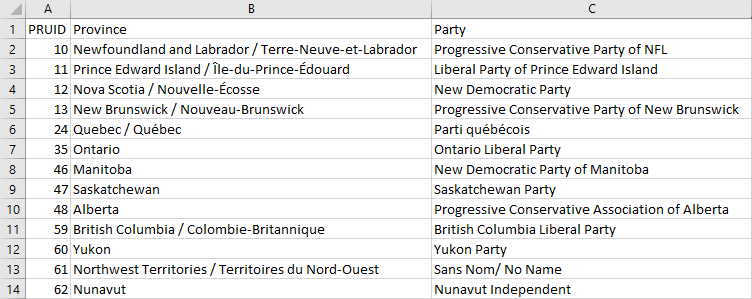 A B C
1 PRUID Province Party
2 10 Newfoundland and Labrador / Terre-Neuve-et-Labrador Progressive Conservative Party of NFL
3 11 Prince Edward Island / Île-du-Prince-Édouard Liberal Party of Prince Edward Island
4 12 Nova Scotia / Nouvelle-Écosse New Democratic Party
5 13 New Brunswick / Nouveau-Brunswick Progressive Conservative Party of New Brunswick
6 24 Quebec / Québec Parti québécois
7 35 Ontario Ontario Liberal Party
8 46 Manitoba New Democratic Party of Manitoba
9 47 Saskatchewan Saskatchewan Party
10 48 Alberta Progressive Conservative Association of Alberta
11 59 British Columbia / Colombie-Britannique British Columbia Liberal Party
12 60 Yukon Yukon Party
13 61 Northwest Territories / Territoires du Nord-Ouest Sans Nom/ No Name
14 62 Nunavut Nunavut Independent